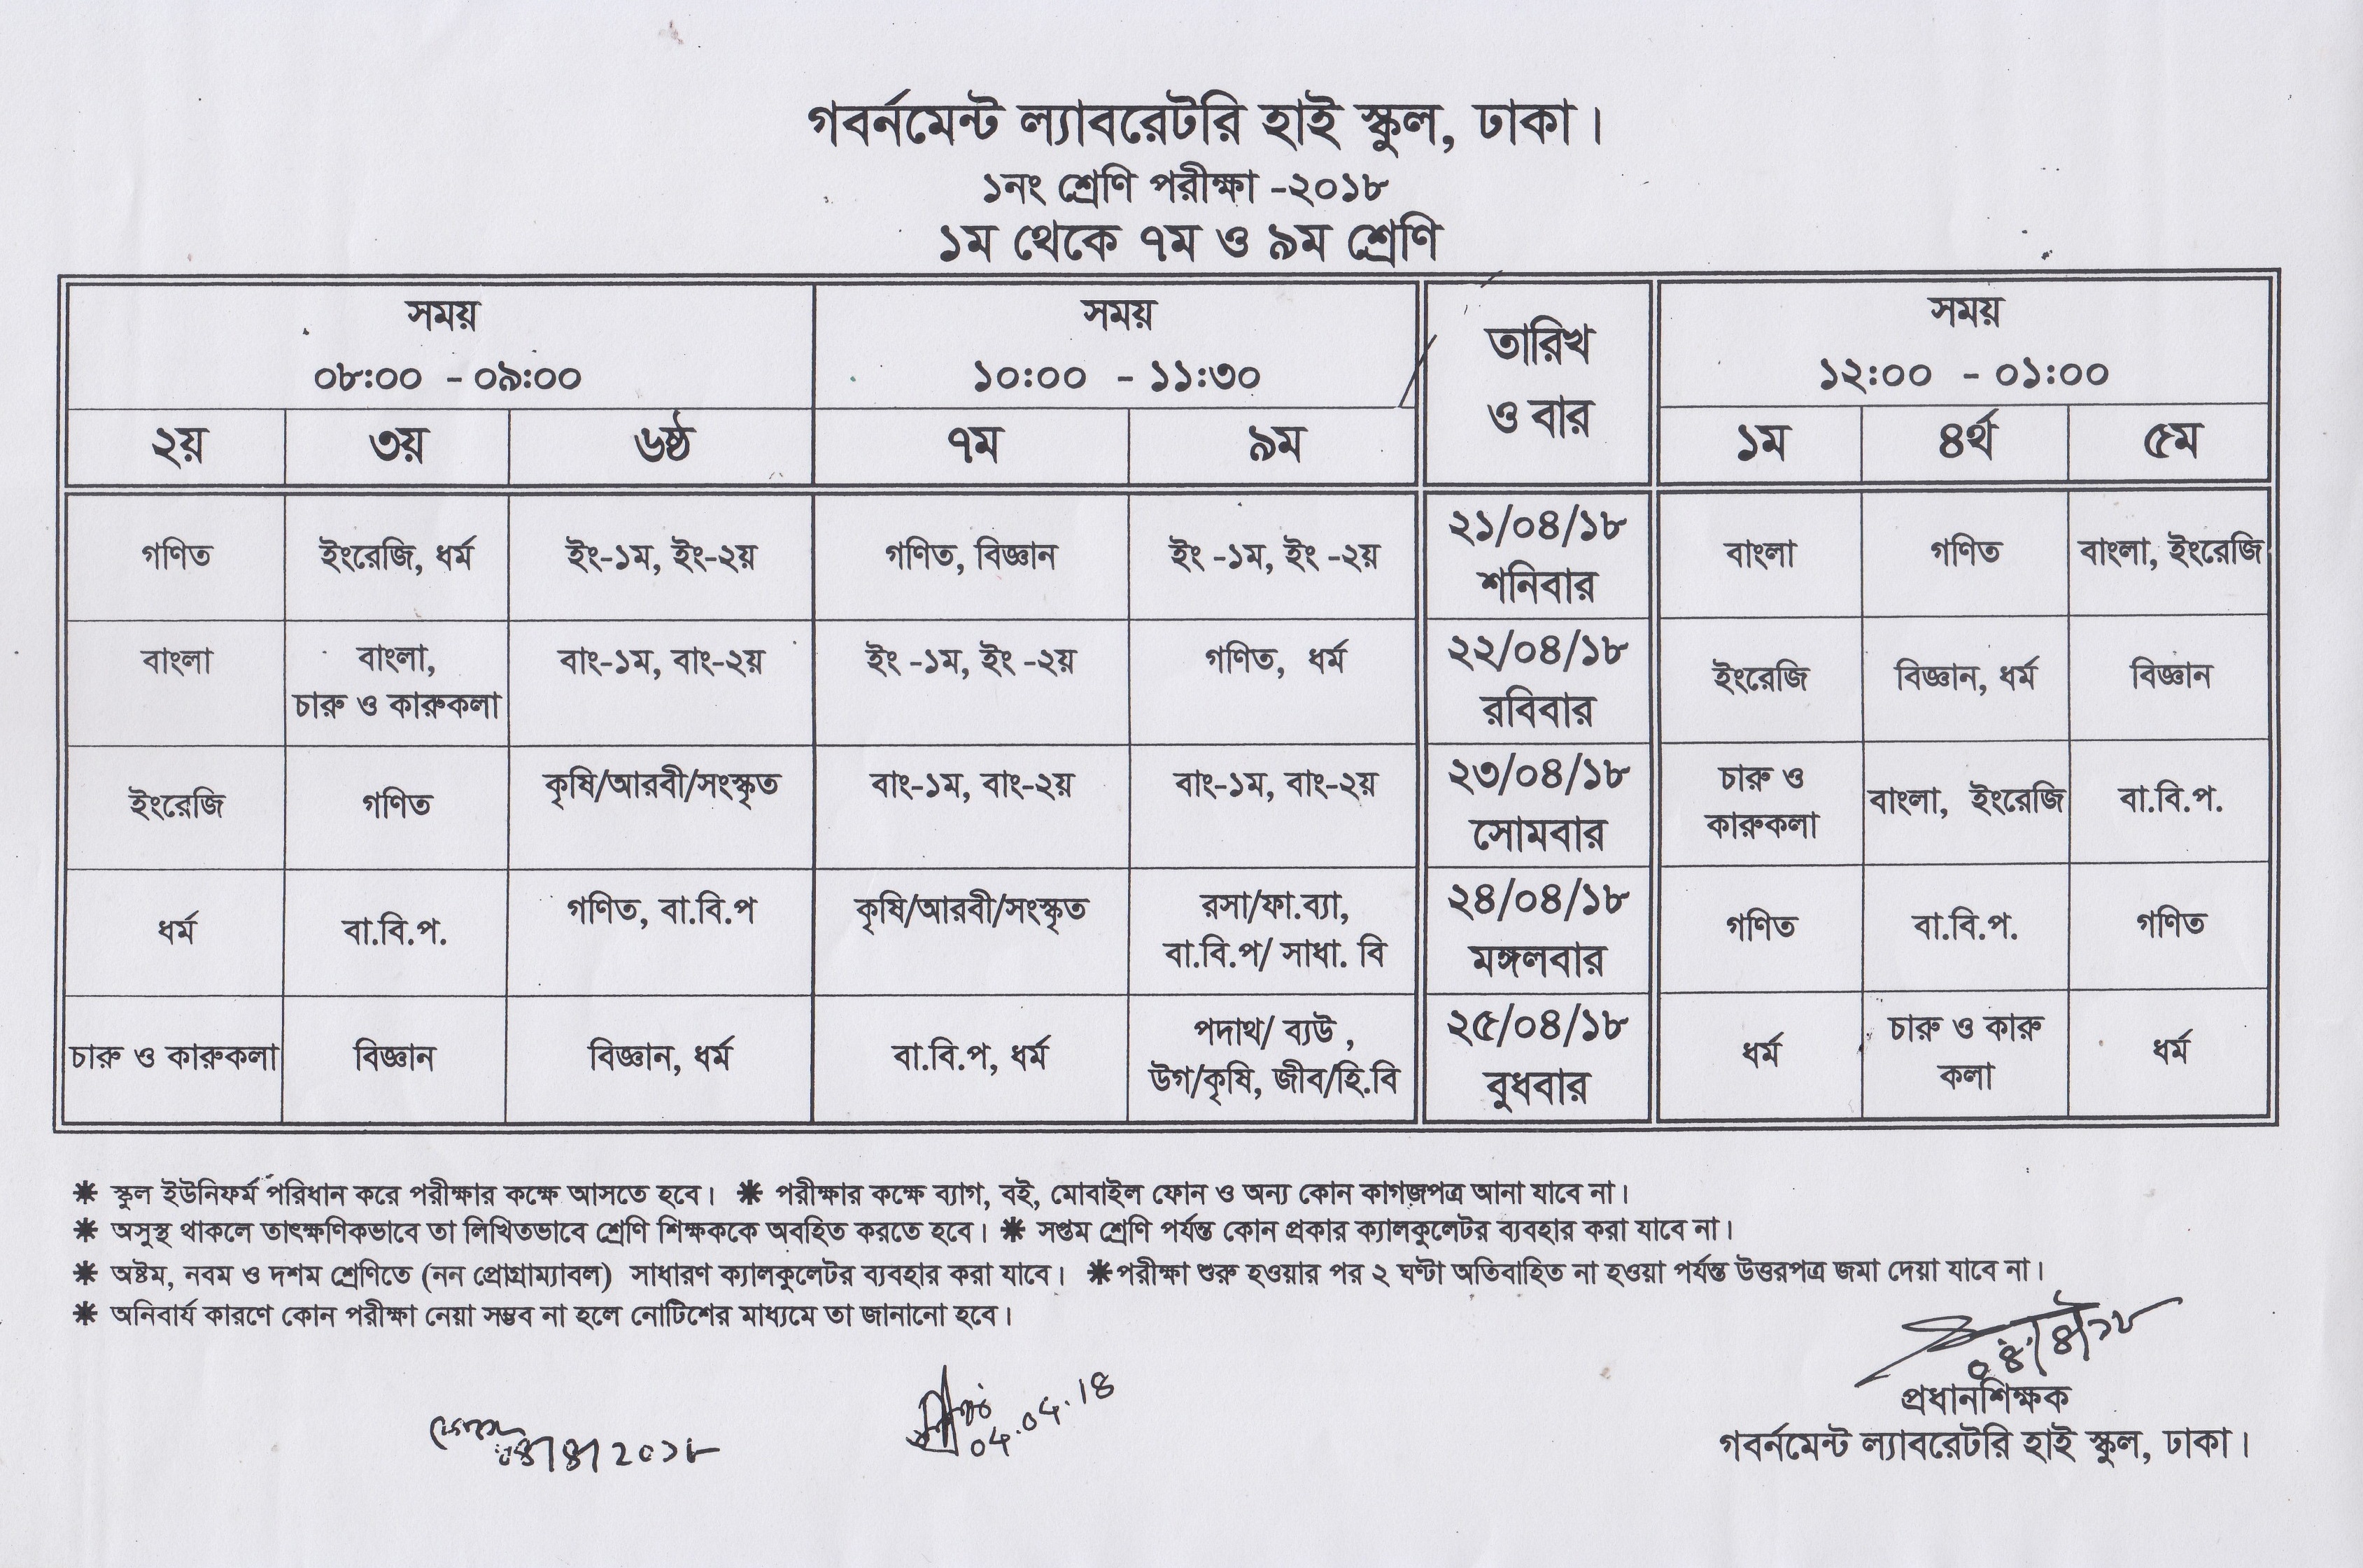 গবর্নমেন্ট ল্যাবরেটরি হাই স্কুল, ঢাকা।
১নং শ্রেণি পরীক্ষা -২০১৮
১ম থেকে ৭ম ও ৯ম শ্রেণি
সময় সময় তারিখ ও বার সময়
০৮:০০ - ০৯:০০ ১০:০০ - ১১:৩০ ১২:০০ - ০১:০০
২য় ৩য় ৬ষ্ঠ ৭ম ৯ম ১ম ৪র্থ ৫ম
গণিত ইংরেজি, ধর্ম ইং-১ম, ইং-২য় গণিত, বিজ্ঞান ইং -১ম, ইং -২য় ২১/০৪/১৮ শনিবার বাংলা গণিত বাংলা, ইংরেজি
বাংলা বাংলা, চারু ও কারুকলা বাং-১ম, বাং-২য় ইং -১ম, ইং -২য় গণিত, ধর্ম ২২/০৪/১৮ রবিবার ইংরেজি বিজ্ঞান, ধর্ম বিজ্ঞান
ইংরেজি গণিত কৃষি/আরবী/সংস্কৃত বাং-১ম, বাং-২য় বাং-১ম, বাং-২য় ২৩/০৪/১৮ সোমবার চারু ও কারুকলা বাংলা, ইংরেজি বা.বি.প.
ধর্ম বা.বি.প. গণিত, বা.বি.প কৃষি/আরবী/সংস্কৃত রসা/ফা.ব্যা, বা.বি.প/ সাধা. বি ২৪/০৪/১৮ মঙ্গলবার গণিত বা.বি.প. গণিত
চারু ও কারুকলা বিজ্ঞান বিজ্ঞান, ধর্ম বা.বি.প, ধর্ম পদাথ/ ব্যউ , উগ/কৃষি, জীব/হি.বি ২৫/০৪/১৮ বুধবার ধর্ম চারু ও কারু কলা ধর্ম
✱ স্কুল ইউনিফর্ম পরিধান করে পরীক্ষার কক্ষে আসতে হবে। ✱ পরীক্ষার কক্ষে ব্যাগ, বই, মোবাইল ফোন ও অন্য কোন কাগজপত্র আনা যাবে না।
✱ অসুস্থ থাকলে তাৎক্ষণিকভাবে তা লিখিতভাবে শ্রেণি শিক্ষককে অবহিত করতে হবে। ✱ সপ্তম শ্রেণি পর্যন্ত কোন প্রকার ক্যালকুলেটর ব্যবহার করা যাবে না।
✱ অষ্টম, নবম ও দশম শ্রেণিতে (নন প্রোগ্রাম্যাবল) সাধারণ ক্যালকুলেটর ব্যবহার করা যাবে। ✱পরীক্ষা শুরু হওয়ার পর ২ ঘণ্টা অতিবাহিত না হওয়া পর্যন্ত উত্তরপত্র জমা দেয়া যাবে না।
✱ অনিবার্য কারণে কোন পরীক্ষা নেয়া সম্ভব না হলে নোটিশের মাধ্যমে তা জানানো হবে।
০৪/৪/১৮
04.04.18
প্রধানশিক্ষক
গবর্নমেন্ট ল্যাবরেটরি হাই স্কুল, ঢাকা।